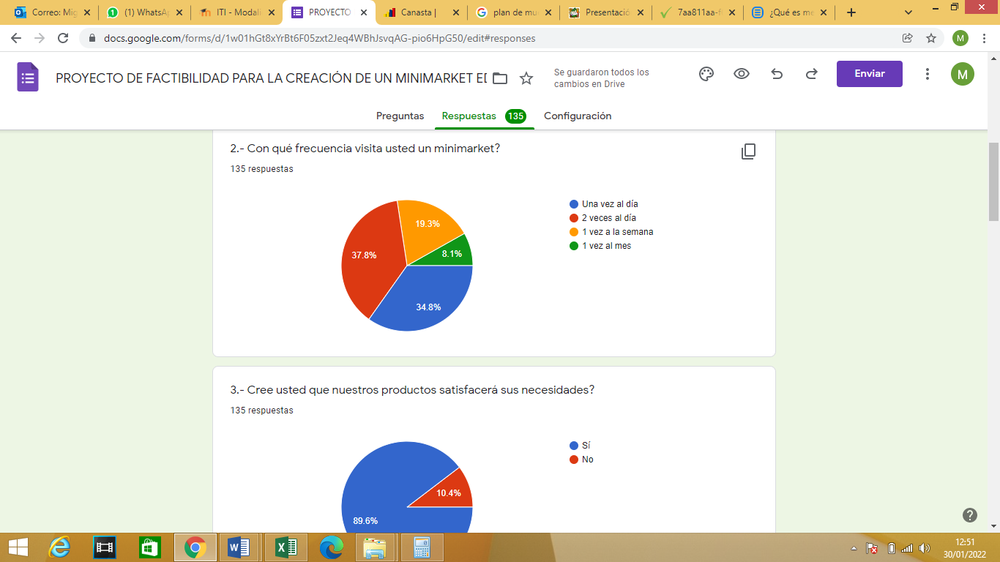 Correo: Mig
(1) WhatsAp
ITI - Modali
PROYECTO
Canasta |
plan de mu
Presentació
7aa811aa-f
¿Qué es me
docs.google.com/forms/d/1w01hGt8xYrBt6F05zxt2Jeq4WBhJsvqAG-pio6HpG50/edit#responses
M
PROYECTO DE FACTIBILIDAD PARA LA CREACIÓN DE UN MINIMARKET ED
Se guardaron todos los
cambios en Drive
Enviar
M
Preguntas
Respuestas 135
Configuración
2.- Con qué frecuencia visita usted un minimarket?
135 respuestas
19.3%
37.8%
8.1%
34.8%
Una vez al día
2 veces al día
1 vez a la semana
1 vez al mes
3.- Cree usted que nuestros productos satisfacerá sus necesidades?
135 respuestas
10.4%
89.6%
Sí
No
12:51
30/01/2022